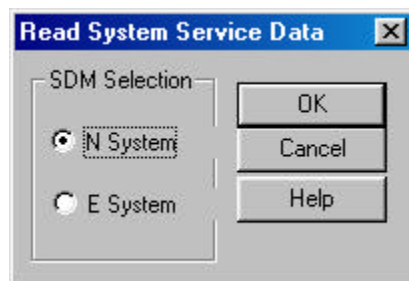 Read System Service Data
SDM Selection
N System
E System
OK
Cancel
Help